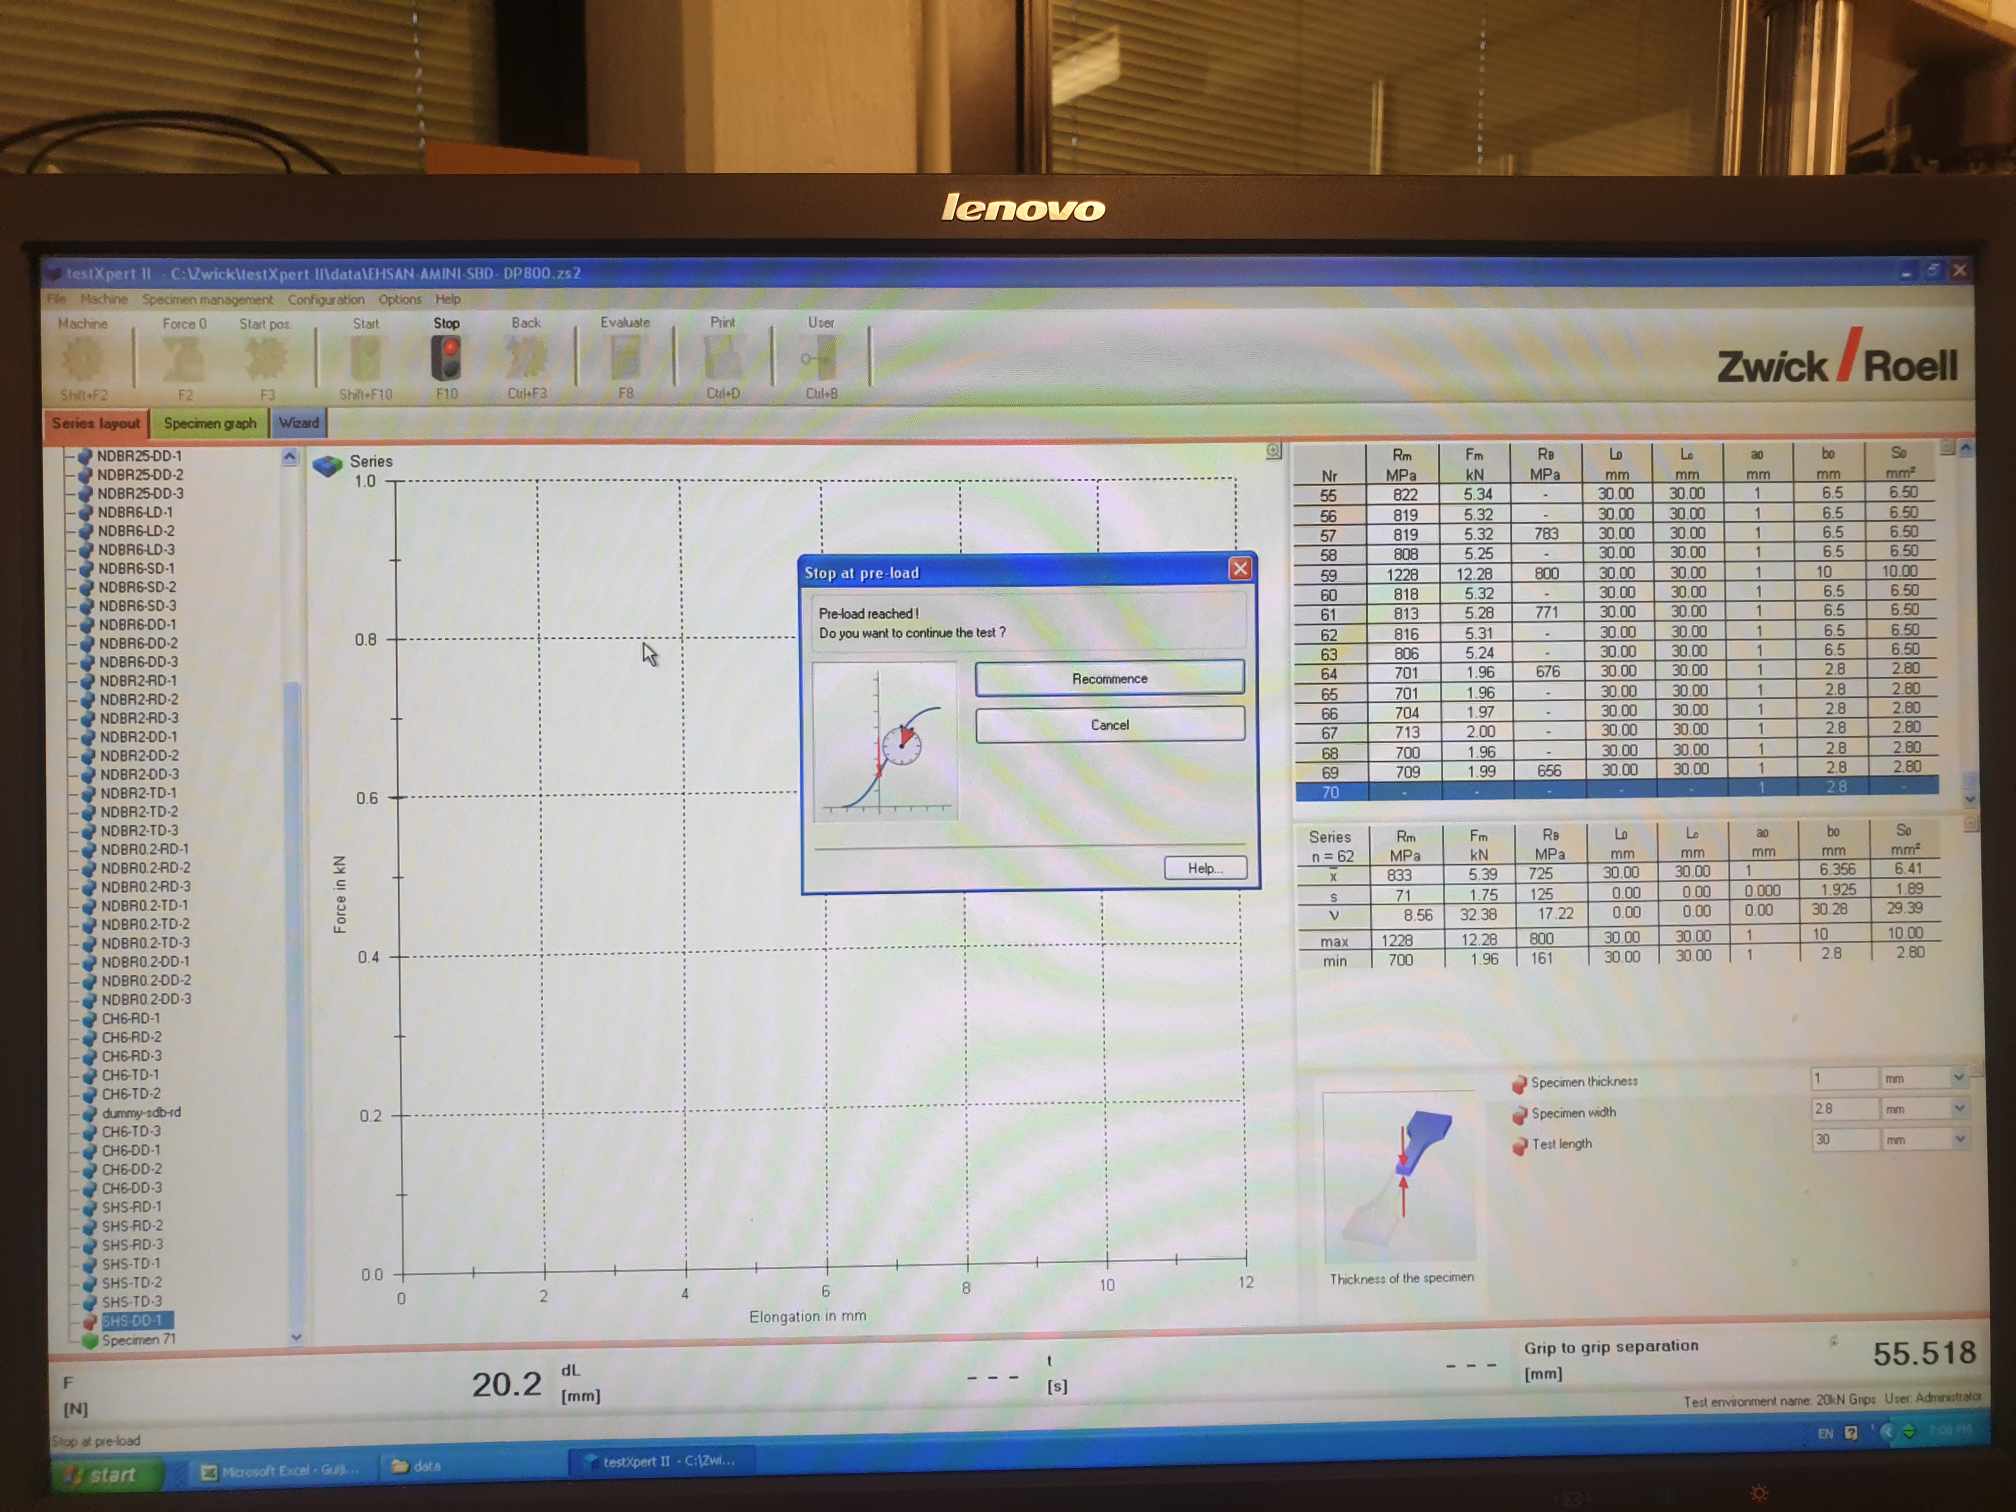 lenovo
testXpert II - C:\Zwick\testXpert II\data\EHSAN-AMINI-SBD- DP800.zs2
File Machine Specimen management Configuration Options Help
Machine Force 0 Start pos. Start Stop Back Evaluate Print User
Shift+F2 F2 F3 Shift+F10 F10 Ctrl+F3 F8 Ctrl+D Ctrl+B
Zwick/Roell
Series layout Specimen graph Wizard
NDBR25-DD-1
NDBR25-DD-2
NDBR25-DD-3
NDBR6-LD-1
NDBR6-LD-2
NDBR6-LD-3
NDBR6-SD-1
NDBR6-SD-2
NDBR6-SD-3
NDBR6-DD-1
NDBR6-DD-2
NDBR6-DD-3
NDBR2-RD-1
NDBR2-RD-2
NDBR2-RD-3
NDBR2-DD-1
NDBR2-DD-2
NDBR2-DD-3
NDBR2-TD-1
NDBR2-TD-2
NDBR2-TD-3
NDBR0.2-RD-1
NDBR0.2-RD-2
NDBR0.2-RD-3
NDBR0.2-TD-1
NDBR0.2-TD-2
NDBR0.2-TD-3
NDBR0.2-DD-1
NDBR0.2-DD-2
NDBR0.2-DD-3
CH6-RD-1
CH6-RD-2
CH6-RD-3
CH6-TD-1
CH6-TD-2
dummy-sdb-rd
CH6-TD-3
CH6-DD-1
CH6-DD-2
CH6-DD-3
SHS-RD-1
SHS-RD-2
SHS-RD-3
SHS-TD-1
SHS-TD-2
SHS-TD-3
SHS-DD-1
Specimen 71
Series
1.0
0.8
0.6
0.4
0.2
0.0
Force in kN
0 2 4 6 8 10 12
Elongation in mm
Stop at pre-load
Pre-load reached !
Do you want to continue the test ?
Recommence
Cancel
Help...
Rm Fm RB L0 Lc a0 b0 S0
Nr MPa kN MPa mm mm mm mm mm²
55 822 5.34 - 30.00 30.00 1 6.5 6.50
56 819 5.32 - 30.00 30.00 1 6.5 6.50
57 819 5.32 783 30.00 30.00 1 6.5 6.50
58 808 5.25 - 30.00 30.00 1 6.5 6.50
59 1228 12.28 800 30.00 30.00 1 10 10.00
60 818 5.32 - 30.00 30.00 1 6.5 6.50
61 813 5.28 771 30.00 30.00 1 6.5 6.50
62 816 5.31 - 30.00 30.00 1 6.5 6.50
63 806 5.24 - 30.00 30.00 1 6.5 6.50
64 701 1.96 676 30.00 30.00 1 2.8 2.80
65 701 1.96 - 30.00 30.00 1 2.8 2.80
66 704 1.97 - 30.00 30.00 1 2.8 2.80
67 713 2.00 - 30.00 30.00 1 2.8 2.80
68 700 1.96 - 30.00 30.00 1 2.8 2.80
69 709 1.99 656 30.00 30.00 1 2.8 2.80
70 - - - - - 1 2.8 -
Series Rm Fm RB L0 Lc a0 b0 S0
n = 62 MPa kN MPa mm mm mm mm mm²
x̄ 833 5.39 725 30.00 30.00 1 6.356 6.41
s 71 1.75 125 0.00 0.00 0.000 1.925 1.89
ν 8.56 32.38 17.22 0.00 0.00 0.00 30.28 29.39
max 1228 12.28 800 30.00 30.00 1 10 10.00
min 700 1.96 161 30.00 30.00 1 2.8 2.80
Specimen thickness 1 mm
Specimen width 2.8 mm
Test length 30 mm
Thickness of the specimen
F [N] 20.2
dL [mm] - - -
t [s] - - -
Grip to grip separation [mm] 55.518
Test environment name: 20kN Grips User: Administrator
Stop at pre-load
start Microsoft Excel - data testXpert II - C:\Zwi... EN